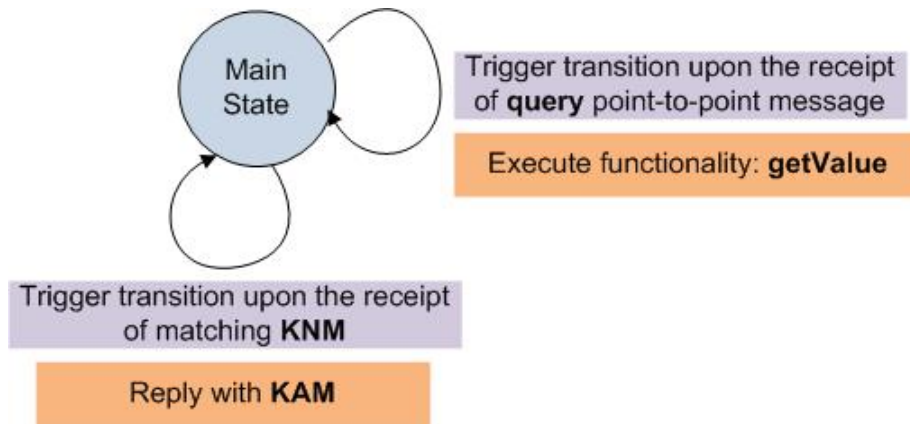 Main
State
Trigger transition upon the receipt
of query point-to-point message
Execute functionality: getValue
Trigger transition upon the receipt
of matching KNM
Reply with KAM